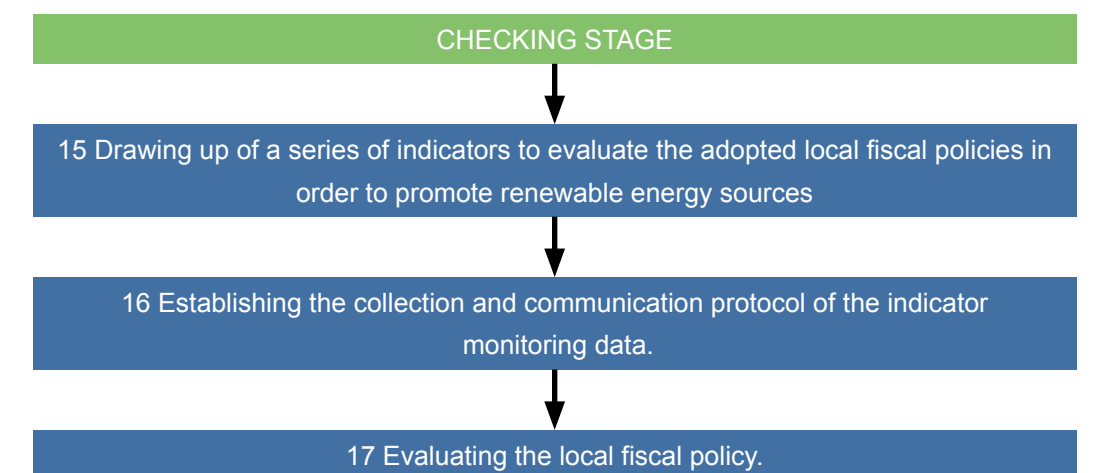 CHECKING STAGE
15 Drawing up of a series of indicators to evaluate the adopted local fiscal policies in
order to promote renewable energy sources
16 Establishing the collection and communication protocol of the indicator
monitoring data.
17 Evaluating the local fiscal policy.